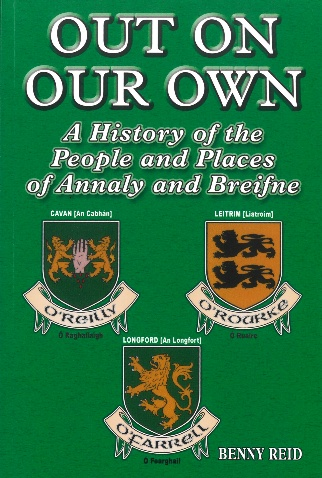 OUT ON
OUR OWN
A History of the
People and Places
of Annaly and Breifne
CAVAN [An Cabhán]
LEITRIM [Liatroim]
O'REILLY
O'ROURKE
O Raghallaigh
O Ruairc
LONGFORD [An Longfort]
O'FARRELL
O Fearghail
BENNY REID